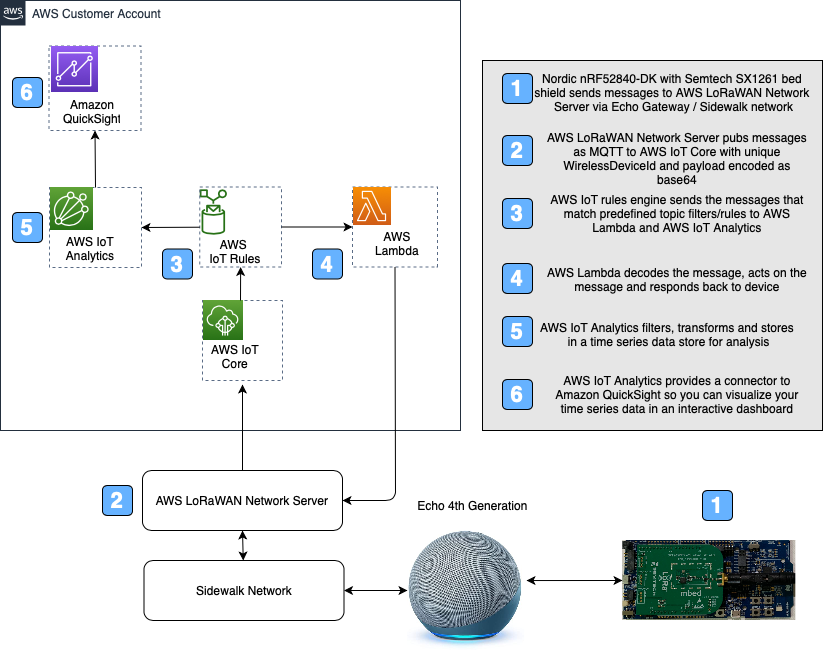 aws
AWS Customer Account
6
Amazon
QuickSight
5
AWS IoT
Analytics
AWS
IoT Rules
3
4
AWS
Lambda
AWS IoT
Core
1
Nordic nRF52840-DK with Semtech SX1261 bed
shield sends messages to AWS LoRaWAN Network
Server via Echo Gateway / Sidewalk network
2
AWS LoRaWAN Network Server pubs messages
as MQTT to AWS IoT Core with unique
WirelessDeviceId and payload encoded as
base64
3
AWS IoT rules engine sends the messages that
match predefined topic filters/rules to AWS
Lambda and AWS IoT Analytics
4
AWS Lambda decodes the message, acts on the
message and responds back to device
5
AWS IoT Analytics filters, transforms and stores
in a time series data store for analysis
6
AWS IoT Analytics provides a connector to
Amazon QuickSight so you can visualize your
time series data in an interactive dashboard
2
AWS LoRaWAN Network Server
Sidewalk Network
Echo 4th Generation
1
LoRa
mbed